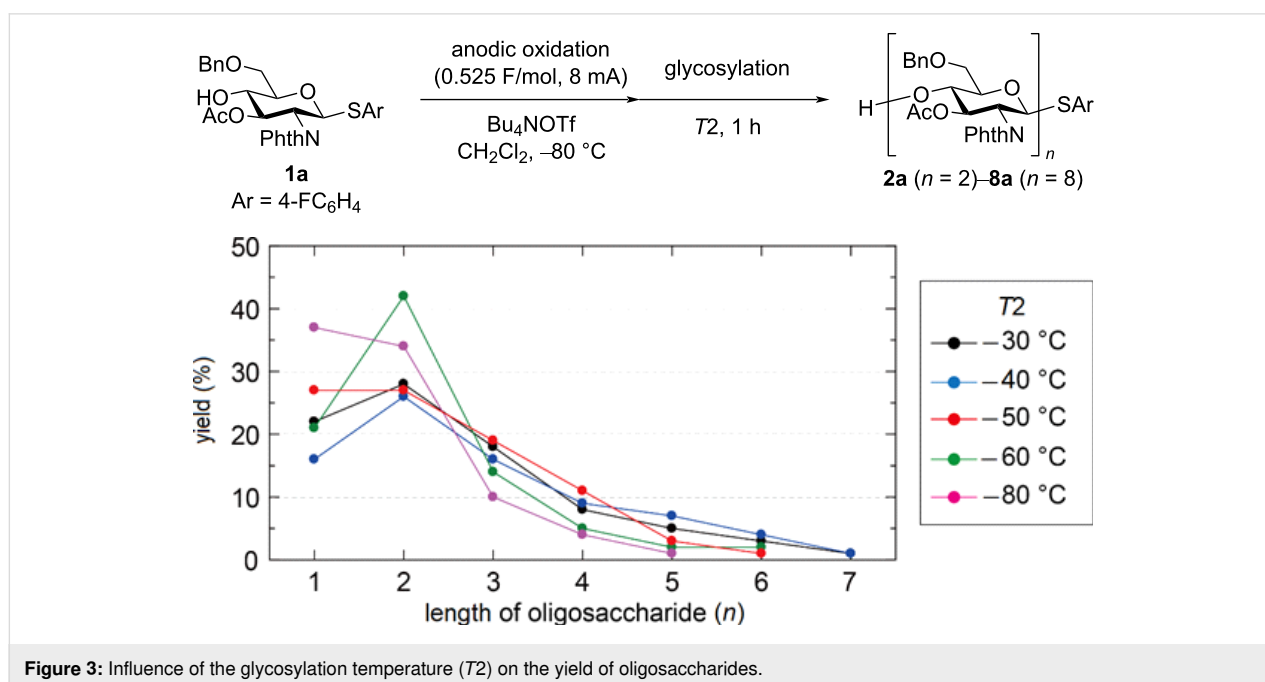 anodic oxidation
(0.525 F/mol, 8 mA)
glycosylation
Bu4NOTf
CH2Cl2, –80 °C
T2, 1 h
BnO
HO
AcO
O
SAr
PhthN
1a
Ar = 4-FC6H4
BnO
H
O
AcO
O
SAr
PhthN
n
2a (n = 2)–8a (n = 8)
50
40
30
20
10
0
yield (%)
1 2 3 4 5 6 7
length of oligosaccharide (n)
T2
–30 °C
–40 °C
–50 °C
–60 °C
–80 °C
Figure 3: Influence of the glycosylation temperature (T2) on the yield of oligosaccharides.